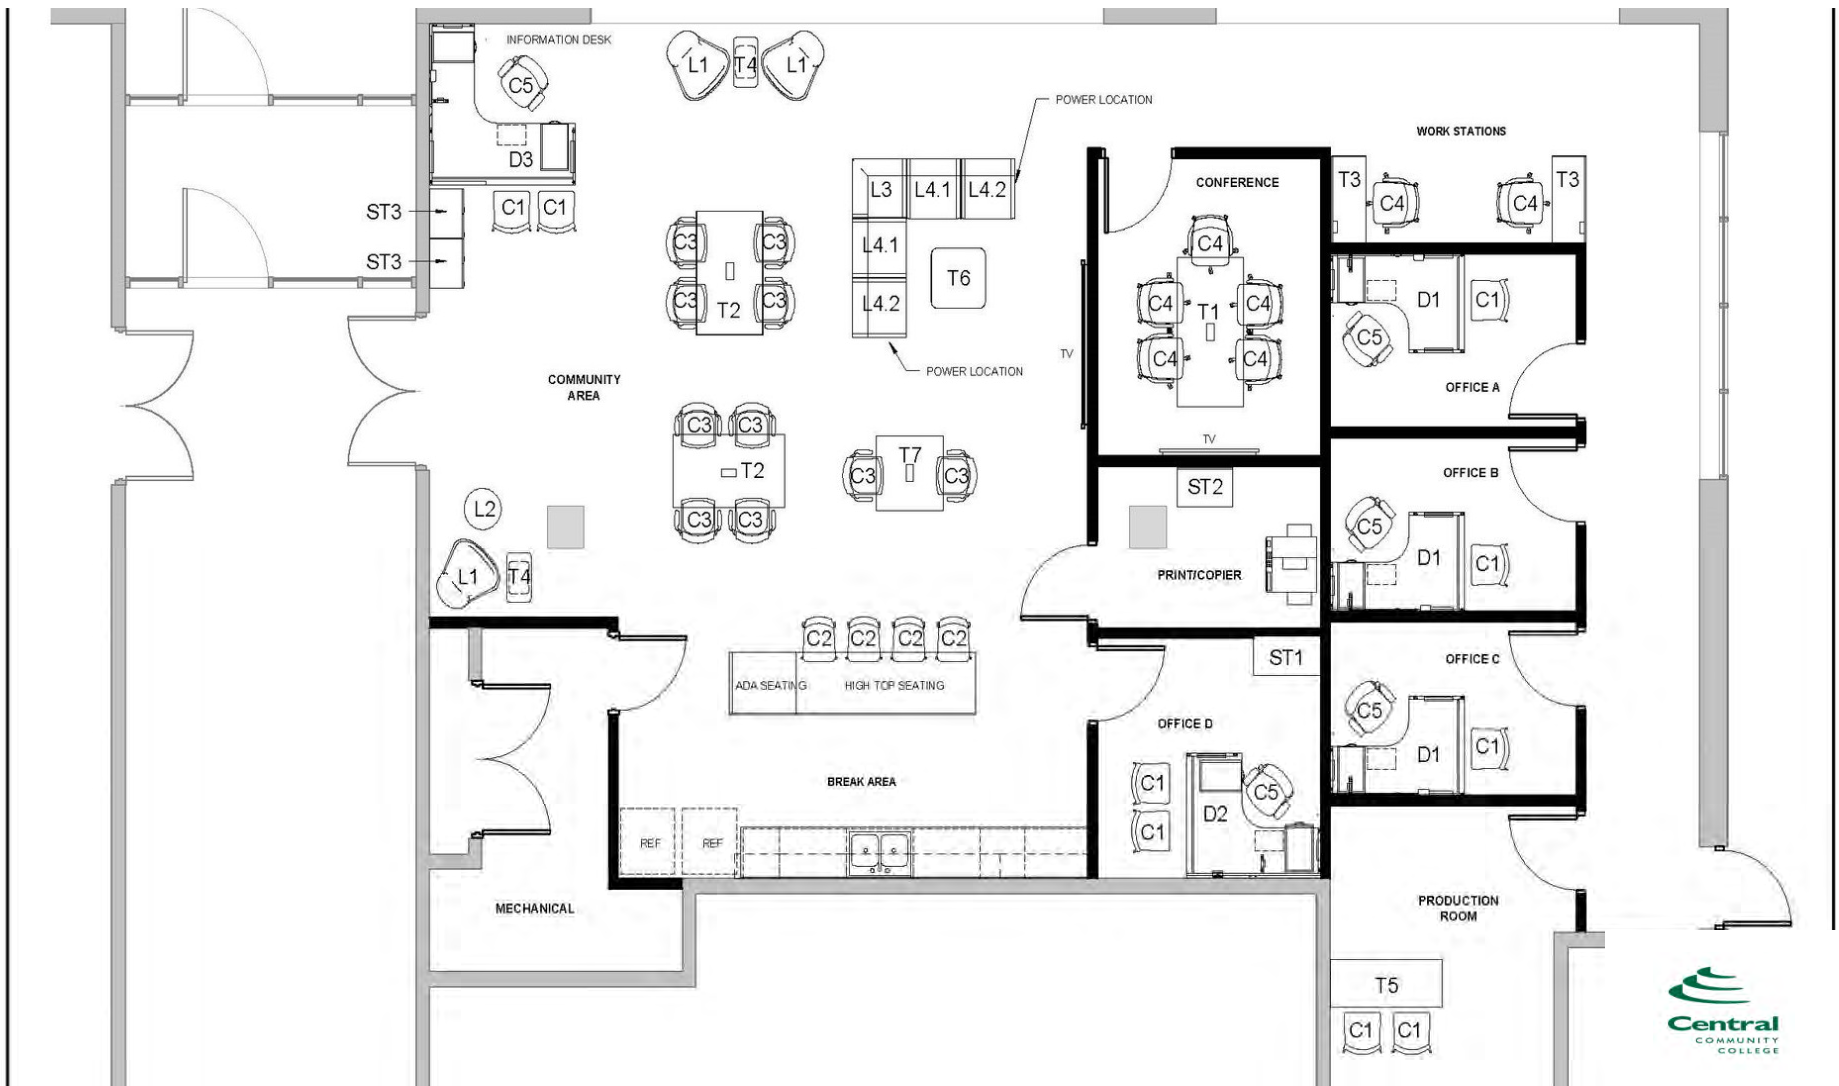 INFORMATION DESK
C5
D3
L1
T4
L1
POWER LOCATION
WORK STATIONS
ST3
ST3
C1
C1
L3
L4.1
L4.2
L4.1
L4.2
T6
POWER LOCATION
C3
C3
C3
C3
T2
CONFERENCE
C4
C4
C4
C4
C4
T1
TV
TV
T3
C4
C4
T3
D1
C1
C5
OFFICE A
COMMUNITY
AREA
C3
C3
T2
C3
C3
T7
C3
C3
L2
L1
T4
ST2
PRINT/COPIER
OFFICE B
C5
D1
C1
C2
C2
C2
C2
ADA SEATING
HIGH TOP SEATING
ST1
OFFICE D
C1
C1
D2
C5
OFFICE C
C5
D1
C1
BREAK AREA
REF
REF
MECHANICAL
PRODUCTION
ROOM
T5
C1
C1
Central
COMMUNITY
COLLEGE